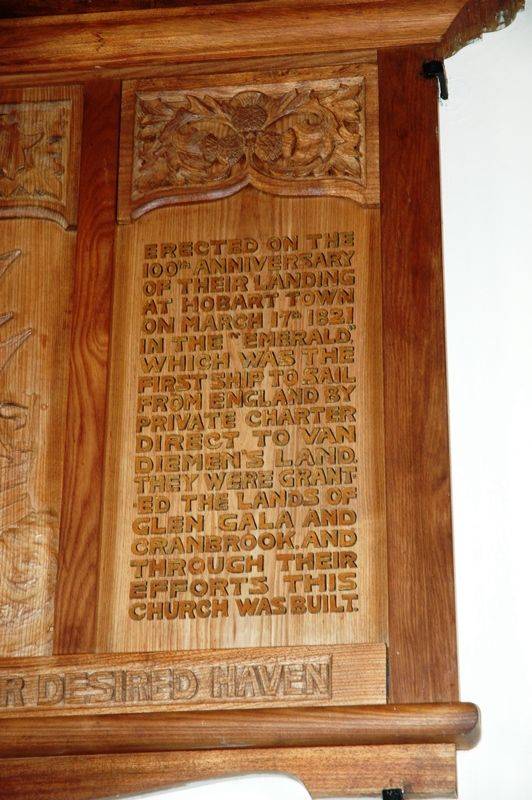 ERECTED ON THE
100th ANNIVERSARY
OF THEIR LANDING
AT HOBART TOWN
ON MARCH 17th 1821
IN THE "EMERALD,"
WHICH WAS THE
FIRST SHIP TO SAIL
FROM ENGLAND BY
PRIVATE CHARTER
DIRECT TO VAN
DIEMEN'S LAND.
THEY WERE GRANT
-ED THE LANDS OF
GLEN GALA AND
CRANBROOK. AND
THROUGH THEIR
EFFORTS THIS
CHURCH WAS BUILT.
R DESIRED HAVEN